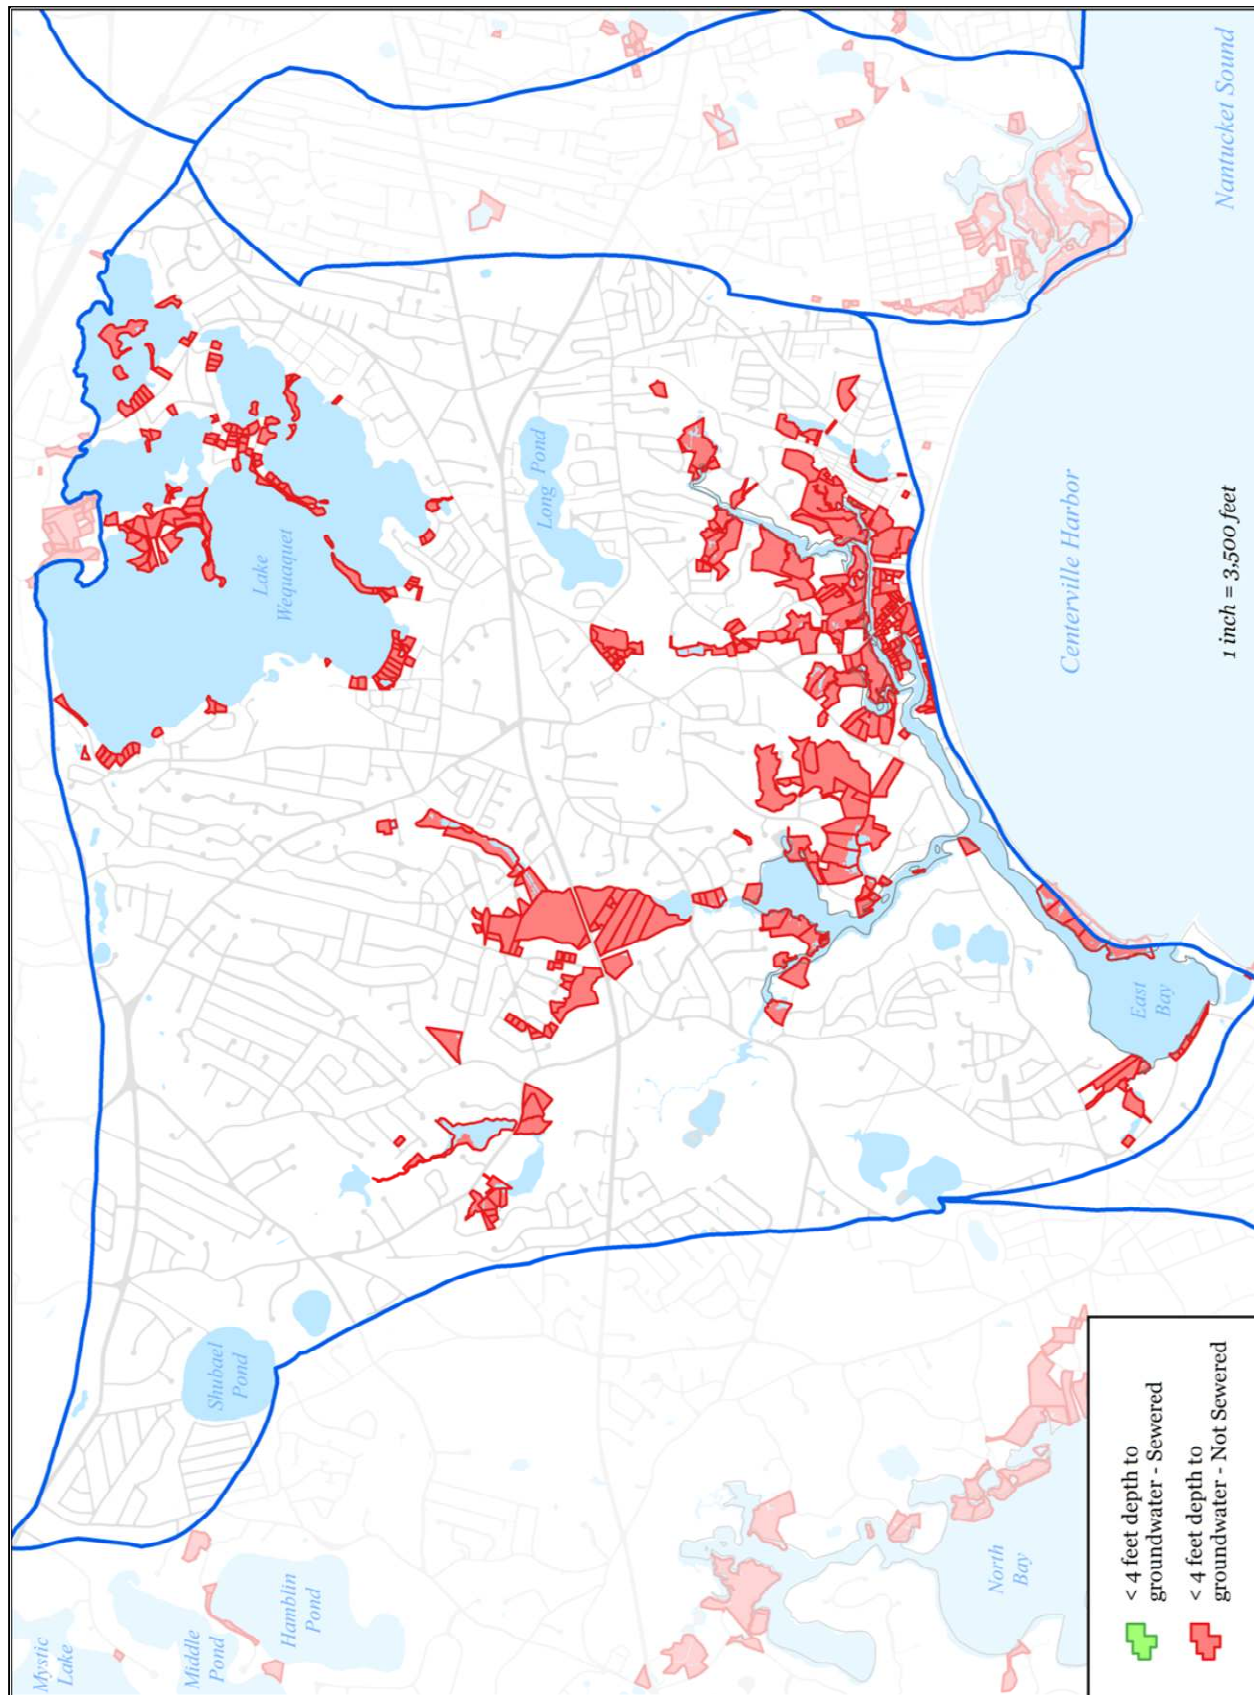 Mystic
Lake
Middle
Pond
Hamblin
Pond
Shubael
Pond
Lake
Wequaquet
Long Pond
North
Bay
East
Bay
Centerville Harbor
Nantucket Sound
1 inch = 3,500 feet
< 4 feet depth to
groundwater - Sewered
< 4 feet depth to
groundwater - Not Sewered